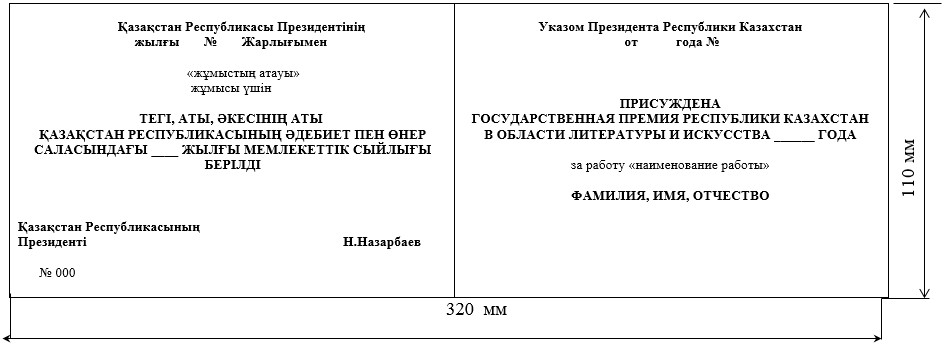 Қазақстан Республикасы Президентінің
жылғы № Жарлығымен
«жұмыстың атауы»
жұмысы үшін
ТЕГІ, АТЫ, ӘКЕСІНІҢ АТЫ
ҚАЗАҚСТАН РЕСПУБЛИКАСЫНЫҢ ӘДЕБИЕТ ПЕН ӨНЕР
САЛАСЫНДАҒЫ ____ ЖЫЛҒЫ МЕМЛЕКЕТТІК СЫЙЛЫҒЫ
БЕРІЛДІ
Қазақстан Республикасының
Президенті Н.Назарбаев
№ 000
Указом Президента Республики Казахстан
от года №
ПРИСУЖДЕНА
ГОСУДАРСТВЕННАЯ ПРЕМИЯ РЕСПУБЛИКИ КАЗАХСТАН
В ОБЛАСТИ ЛИТЕРАТУРЫ И ИСКУССТВА ______ ГОДА
за работу «наименование работы»
ФАМИЛИЯ, ИМЯ, ОТЧЕСТВО
110 мм
320 мм